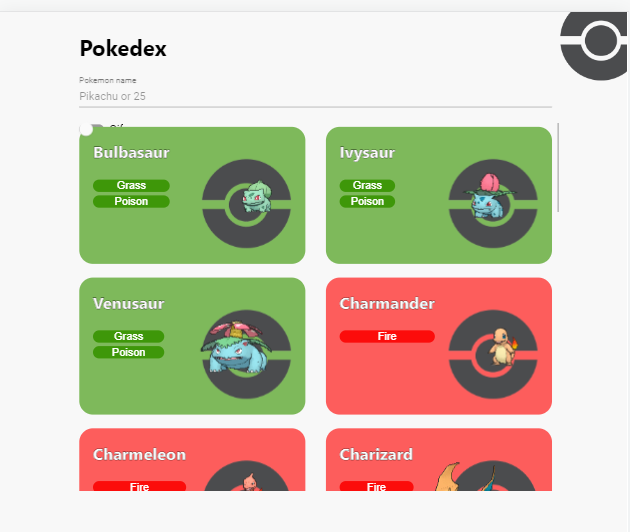 Pokedex
Pokemon name
Pikachu or 25
Bulbasaur
Grass
Poison
Ivysaur
Grass
Poison
Venusaur
Grass
Poison
Charmander
Fire
Charmeleon
Fire
Charizard
Fire